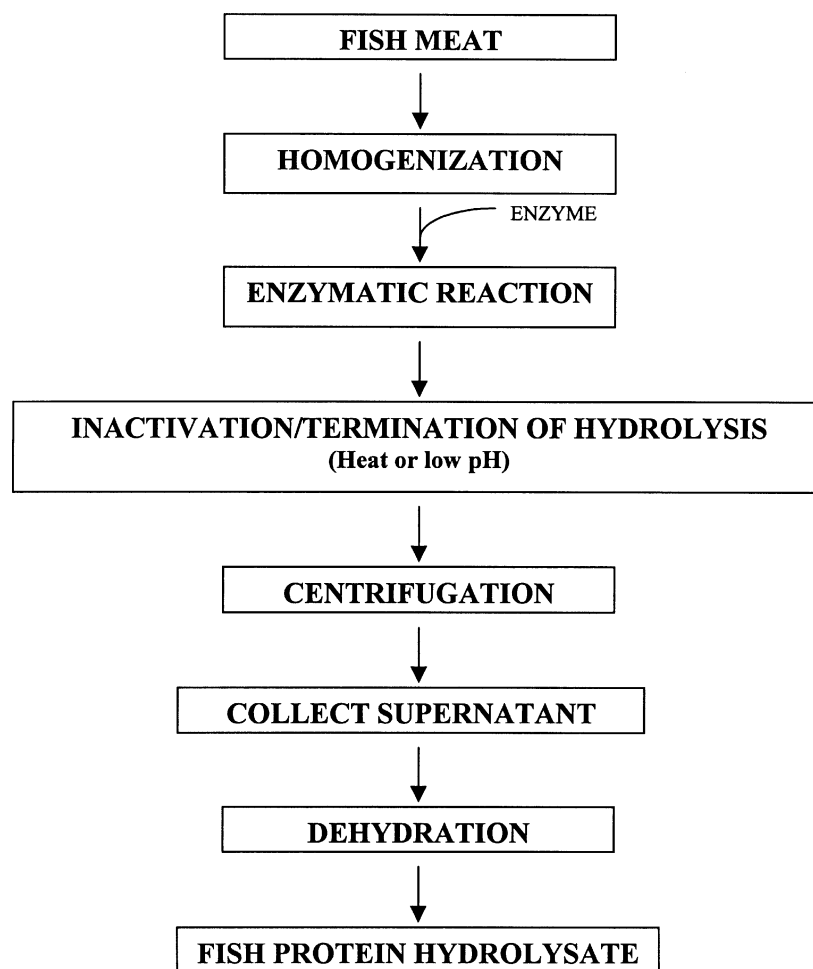 FISH MEAT
HOMOGENIZATION
ENZYME
ENZYMATIC REACTION
INACTIVATION/TERMINATION OF HYDROLYSIS
(Heat or low pH)
CENTRIFUGATION
COLLECT SUPERNATANT
DEHYDRATION
FISH PROTEIN HYDROLYSATE